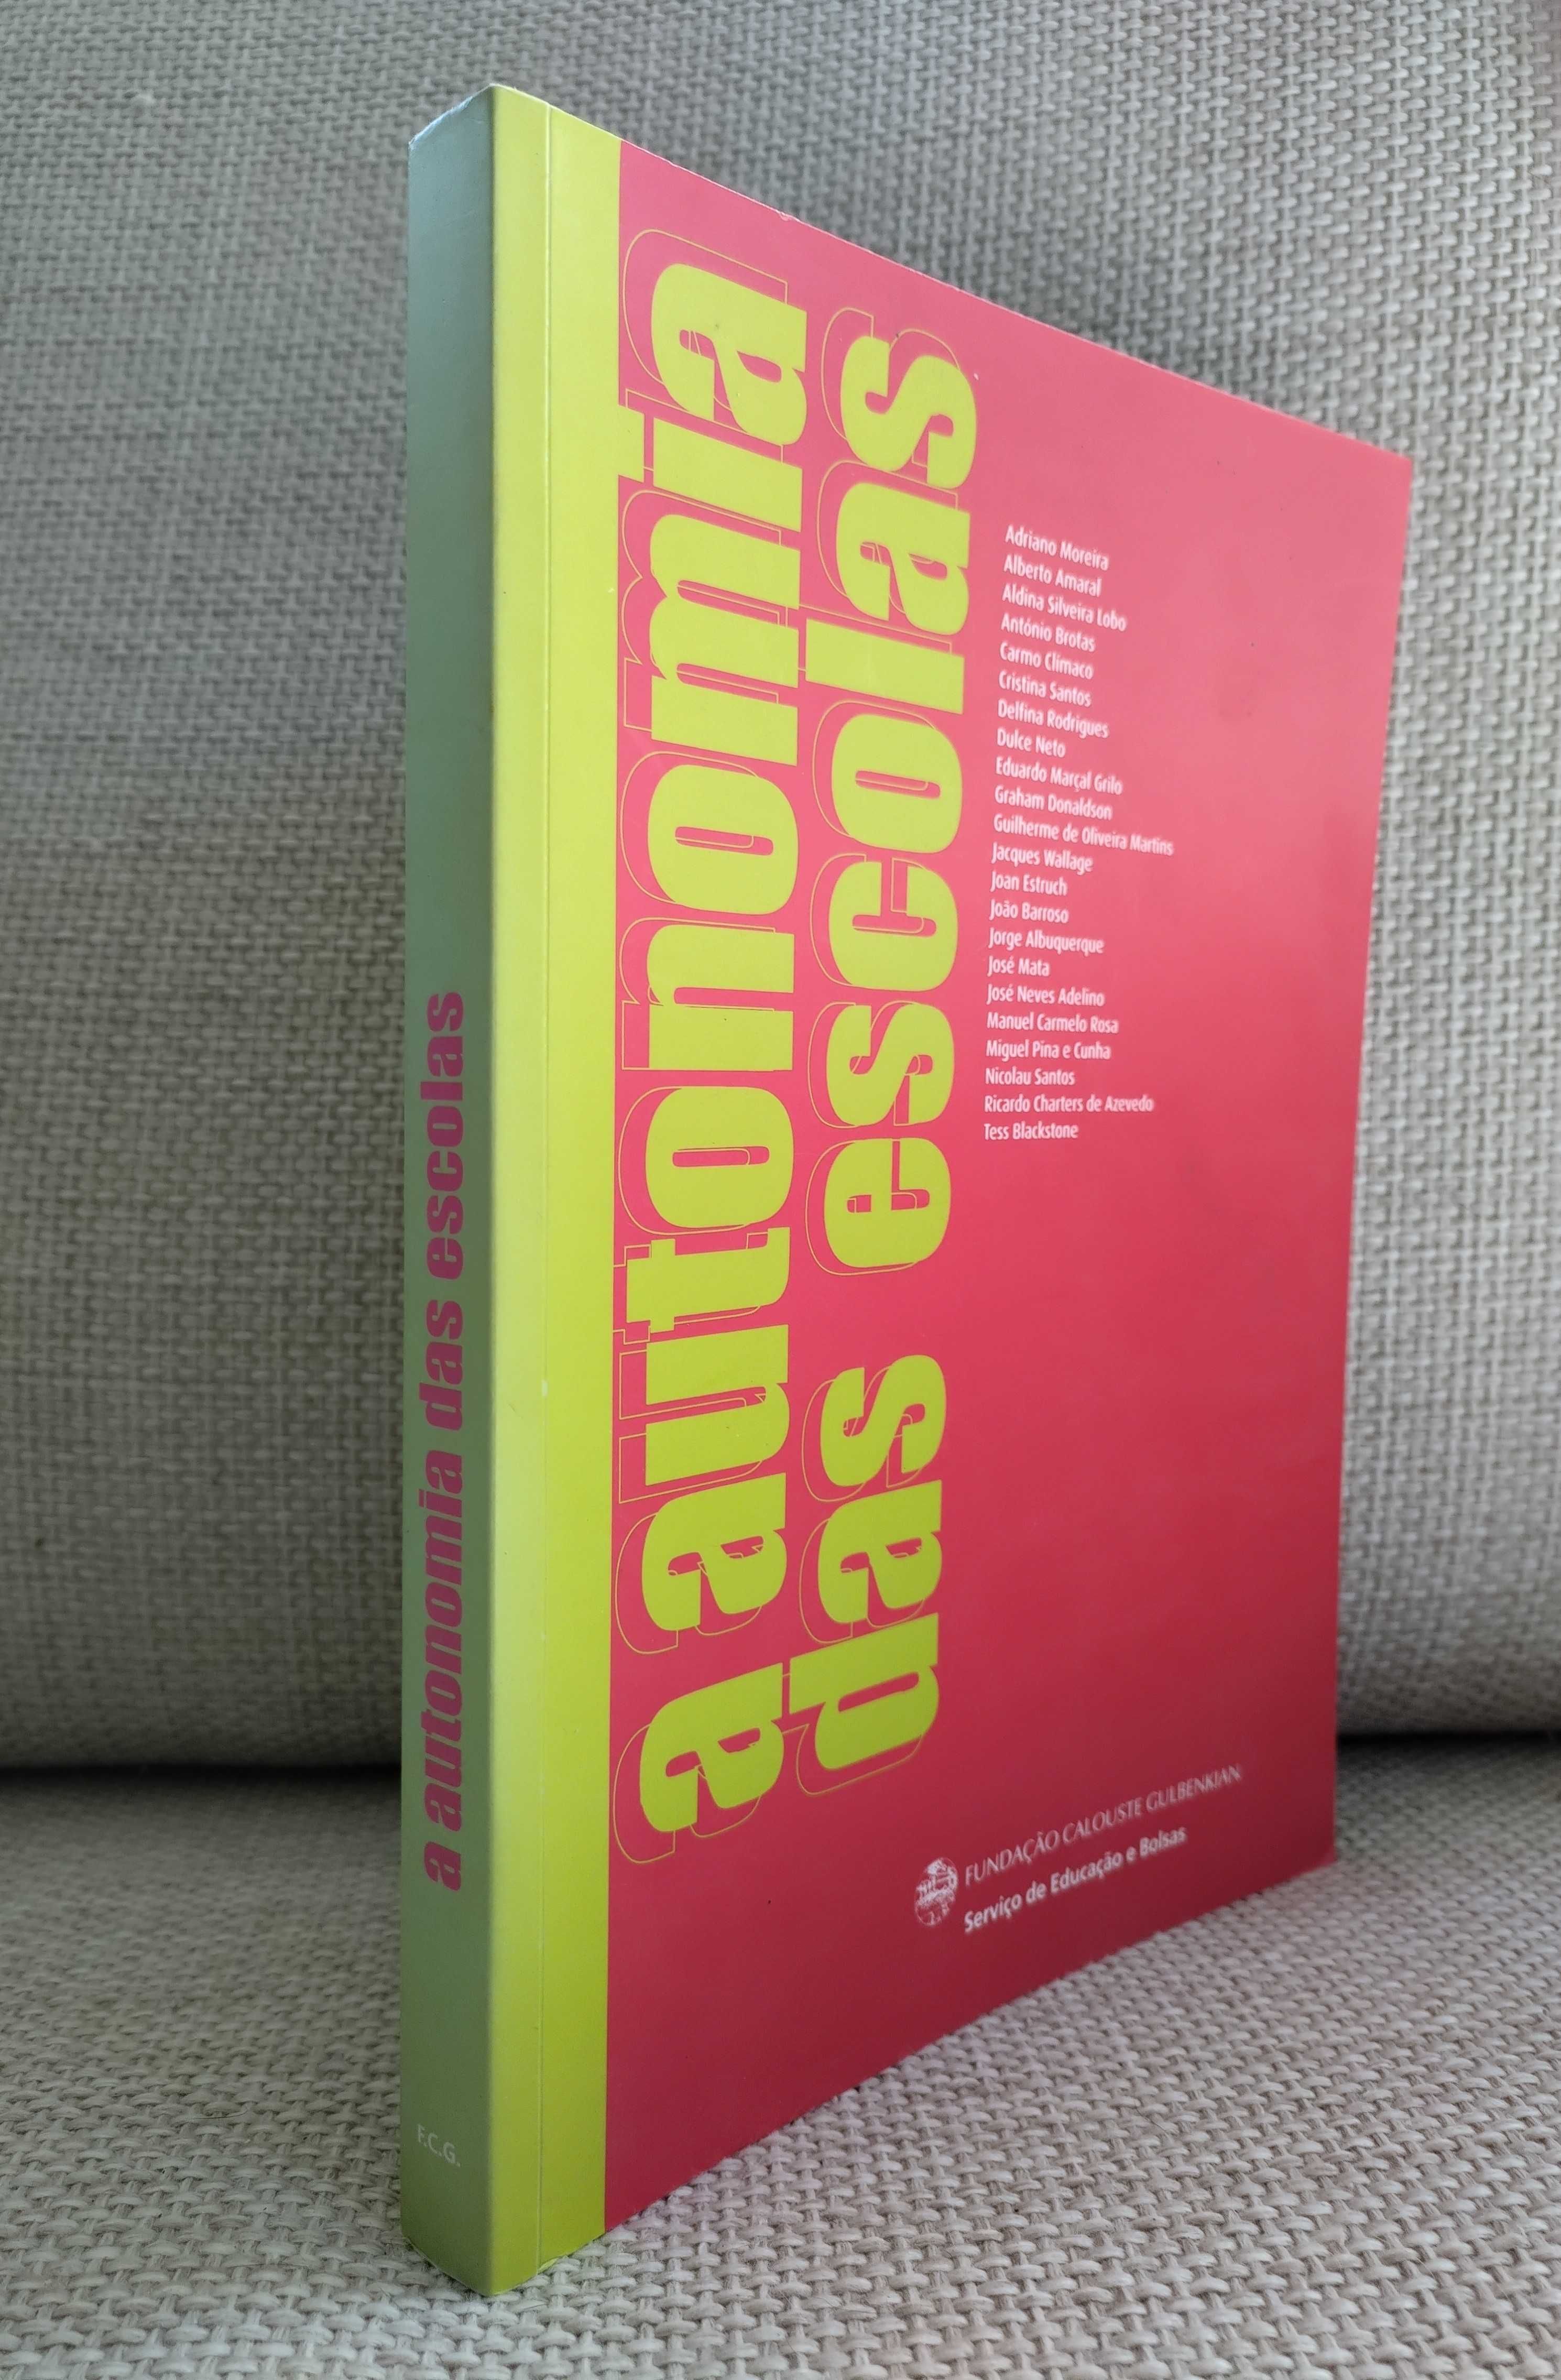 a autonomia das escolas
F.C.G.
a autonomia
das escolas
Adriano Moreira
Alberto Amaral
Aldina Silveira Lobo
António Brotas
Carmo Clímaco
Cristina Santos
Delfina Rodrigues
Dulce Neto
Eduardo Marçal Grilo
Graham Donaldson
Guilherme de Oliveira Martins
Jacques Wallage
Joan Estruch
João Barroso
Jorge Albuquerque
José Mata
José Neves Adelino
Manuel Carmelo Rosa
Miguel Pina e Cunha
Nicolau Santos
Ricardo Charters de Azevedo
Tess Blackstone
FUNDAÇÃO CALOUSTE GULBENKIAN
Serviço de Educação e Bolsas